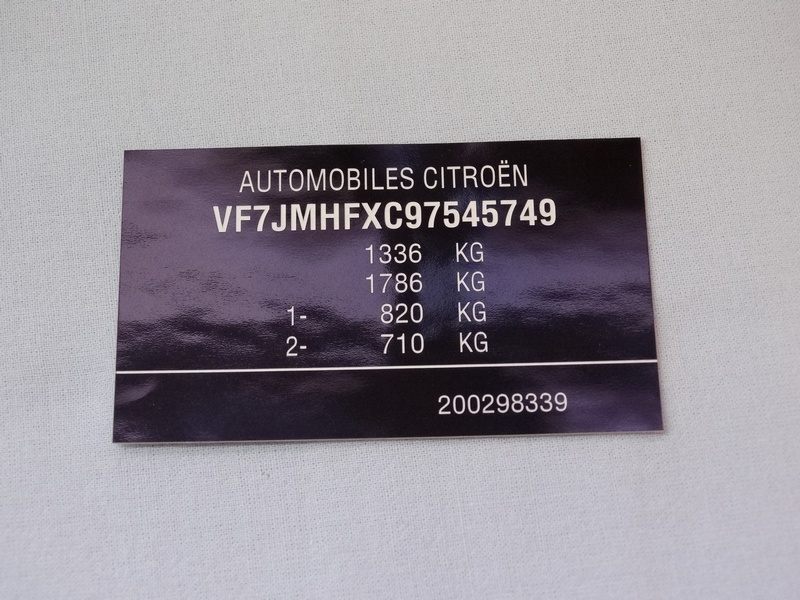 AUTOMOBILES CITROËN
VF7JMHFXC97545749
1336 KG
1786 KG
1- 820 KG
2- 710 KG
200298339